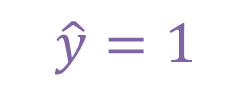 ŷ = 1